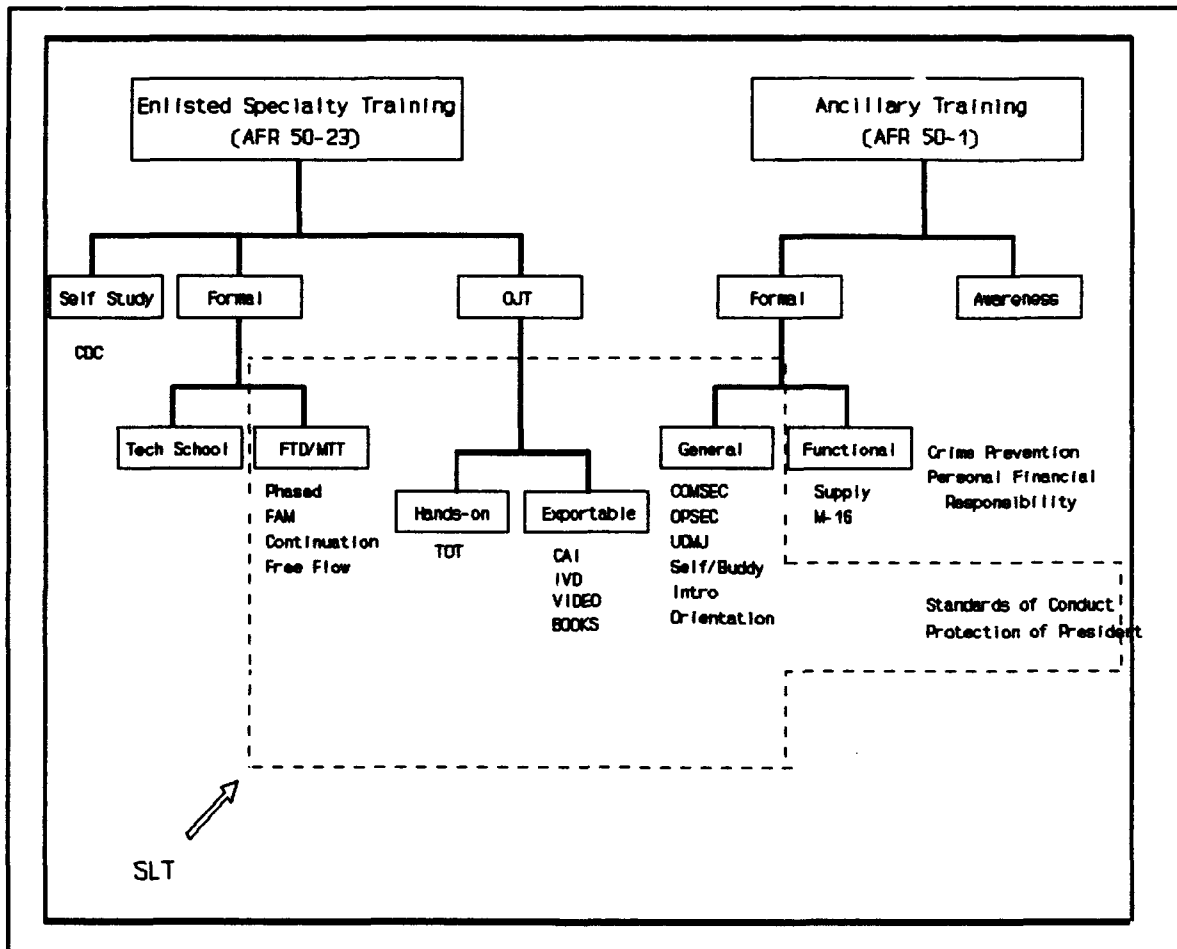 Enlisted Specialty Training
(AFR 50-23)
Ancillary Training
(AFR 50-1)
Self Study
Formal
OJT
Formal
Awareness
CDC
Tech School
FTD/MTT
General
Functional
Phased
FAM
Continuation
Free Flow
Hands-on
TOT
Exportable
CAI
IVD
VIDEO
BOOKS
COMSEC
OPSEC
UCMJ
Self/Buddy
Intro
Orientation
Supply
M-16
Crime Prevention
Personal Financial
Responsibility
Standards of Conduct
Protection of President
SLT